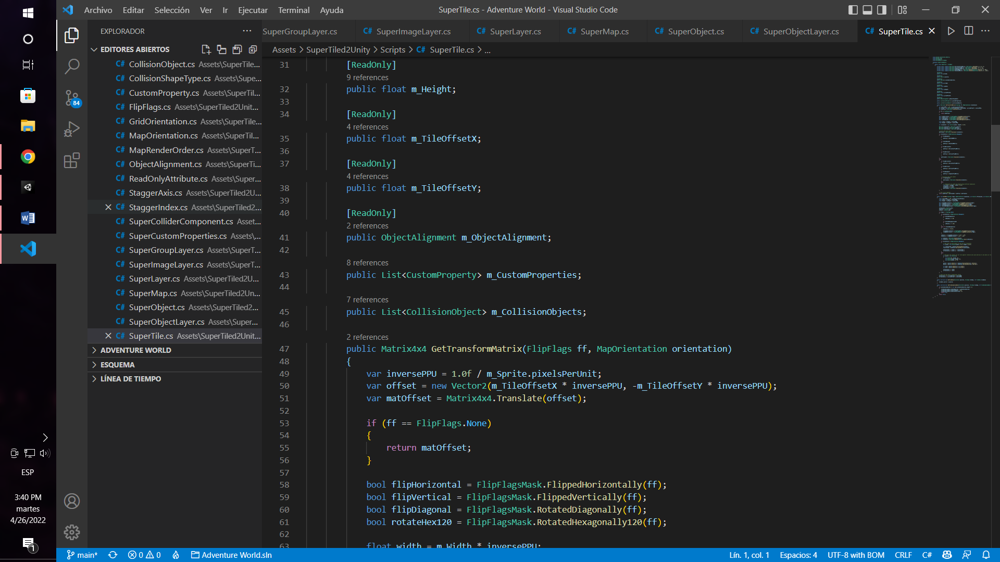 Archivo Editar Selección Ver Ir Ejecutar Terminal Ayuda
SuperTile.cs - Adventure World - Visual Studio Code
EXPLORADOR
SuperGroupLayer.cs
C# SuperImageLayer.cs
C# SuperLayer.cs
C# SuperMap.cs
C# SuperObject.cs
C# SuperObjectLayer.cs
C# SuperTile.cs
EDITORES ABIERTOS
Assets > SuperTiled2Unity > Scripts > C# SuperTile.cs > ...
C# CollisionObject.cs Assets\SuperTile...
C# CollisionShapeType.cs Assets\Supe...
C# CustomProperty.cs Assets\SuperTil...
C# FlipFlags.cs Assets\SuperTiled2Unit...
C# GridOrientation.cs Assets\SuperTile...
C# MapOrientation.cs Assets\SuperTil...
C# MapRenderOrder.cs Assets\SuperT...
C# ObjectAlignment.cs Assets\SuperTi...
C# ReadOnlyAttribute.cs Assets\Super...
C# StaggerAxis.cs Assets\SuperTiled2U...
C# StaggerIndex.cs Assets\SuperTiled2...
C# SuperColliderComponent.cs Asset...
C# SuperCustomProperties.cs Assets\...
C# SuperGroupLayer.cs Assets\SuperT...
C# SuperImageLayer.cs Assets\SuperT...
C# SuperLayer.cs Assets\SuperTiled2U...
C# SuperMap.cs Assets\SuperTiled2Un...
C# SuperObject.cs Assets\SuperTiled2...
C# SuperObjectLayer.cs Assets\Super...
C# SuperTile.cs Assets\SuperTiled2Unit...
ADVENTURE WORLD
ESQUEMA
LÍNEA DE TIEMPO
84
31 [ReadOnly]
9 references
32 public float m_Height;
33
34 [ReadOnly]
4 references
35 public float m_TileOffsetX;
36
37 [ReadOnly]
4 references
38 public float m_TileOffsetY;
39
40 [ReadOnly]
2 references
41 public ObjectAlignment m_ObjectAlignment;
42
8 references
43 public List<CustomProperty> m_CustomProperties;
44
7 references
45 public List<CollisionObject> m_CollisionObjects;
46
2 references
47 public Matrix4x4 GetTransformMatrix(FlipFlags ff, MapOrientation orientation)
48 {
49 var inversePPU = 1.0f / m_Sprite.pixelsPerUnit;
50 var offset = new Vector2(m_TileOffsetX * inversePPU, -m_TileOffsetY * inversePPU);
51 var matOffset = Matrix4x4.Translate(offset);
52
53 if (ff == FlipFlags.None)
54 {
55 return matOffset;
56 }
57
58 bool flipHorizontal = FlipFlagsMask.FlippedHorizontally(ff);
59 bool flipVertical = FlipFlagsMask.FlippedVertically(ff);
60 bool flipDiagonal = FlipFlagsMask.RotatedDiagonally(ff);
61 bool rotateHex120 = FlipFlagsMask.RotatedHexagonally120(ff);
62
63 float width = m_Width * inversePPU;
ESP
3:40 PM
martes
4/26/2022
1
main* 0 0 Adventure World.sln
Lín. 1, col. 1 Espacios: 4 UTF-8 with BOM CRLF C#